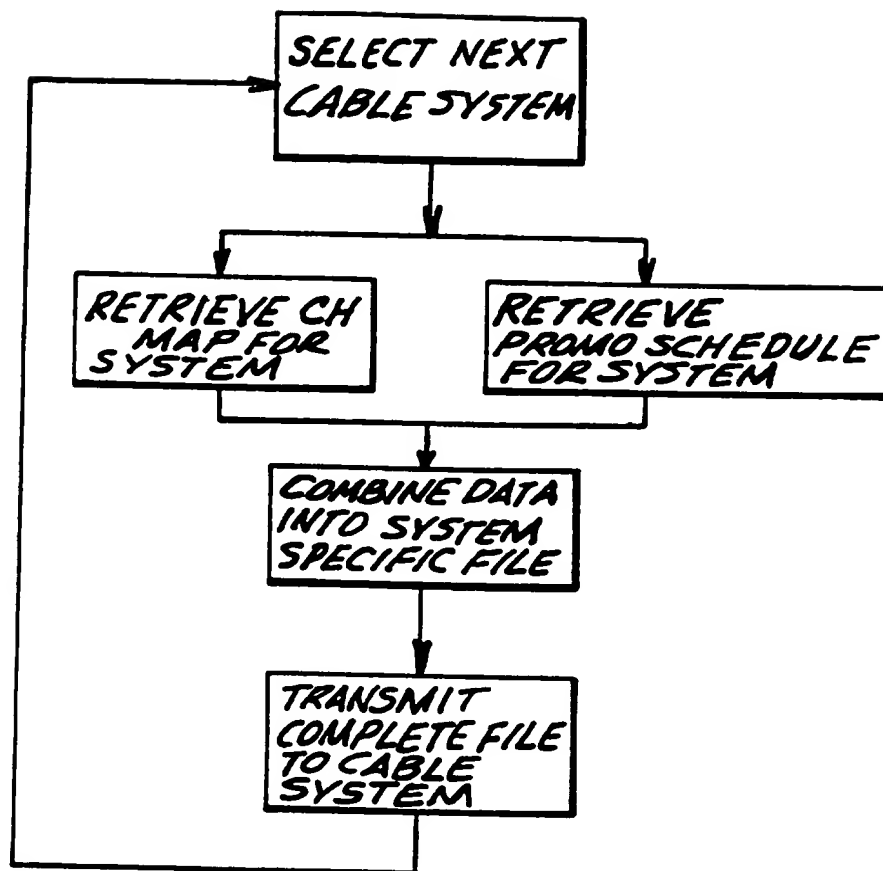 SELECT NEXT
CABLE SYSTEM
RETRIEVE CH
MAP FOR
SYSTEM
RETRIEVE
PROMO SCHEDULE
FOR SYSTEM
COMBINE DATA
INTO SYSTEM
SPECIFIC FILE
TRANSMIT
COMPLETE FILE
TO CABLE
SYSTEM